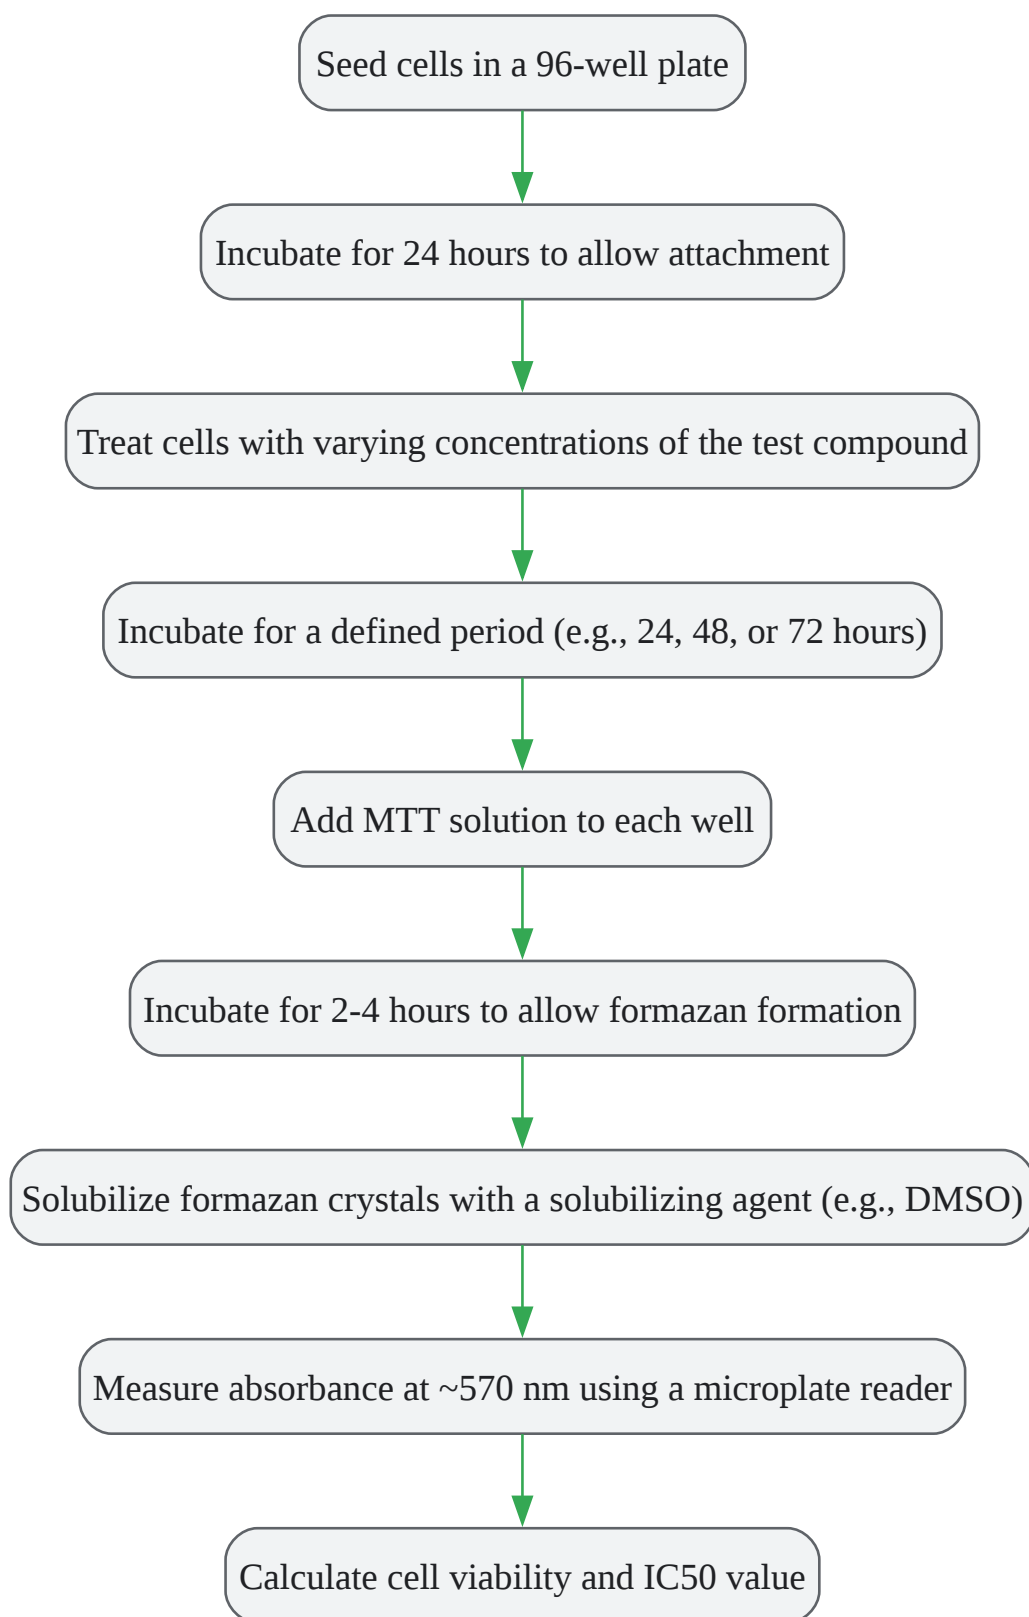 Seed cells in a 96-well plate
Incubate for 24 hours to allow attachment
Treat cells with varying concentrations of the test compound
Incubate for a defined period (e.g., 24, 48, or 72 hours)
Add MTT solution to each well
Incubate for 2-4 hours to allow formazan formation
Solubilize formazan crystals with a solubilizing agent (e.g., DMSO)
Measure absorbance at ~570 nm using a microplate reader
Calculate cell viability and IC50 value